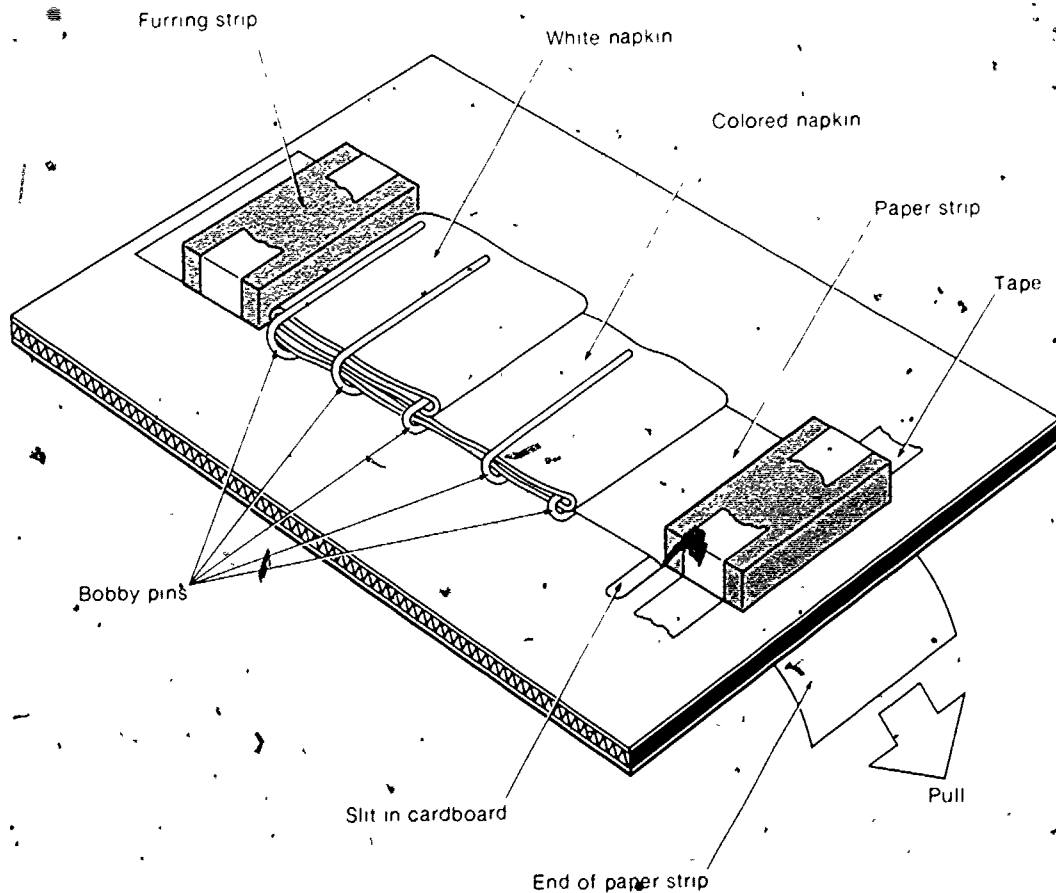 Furring strip
White napkin
Colored napkin
Paper strip
Tape
Bobby pins
Slit in cardboard
Pull
End of paper strip